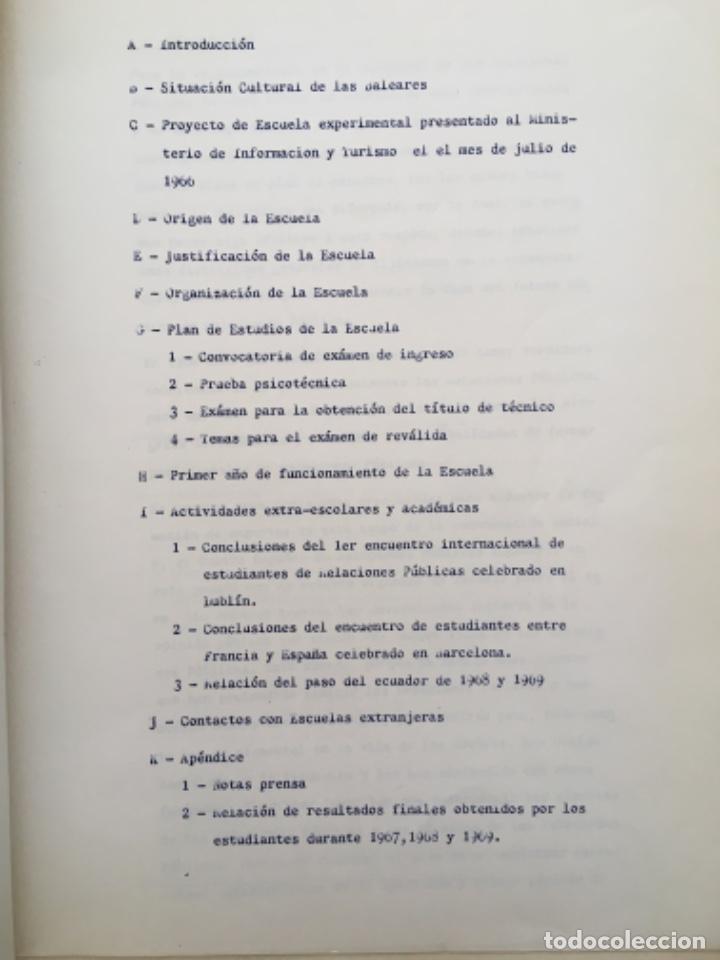 A - Introducción
B - Situación Cultural de las Baleares
C - Proyecto de Escuela experimental presentado al Minis-
terio de Informacion y Turismo el el mes de julio de
1966
D - Origen de la Escuela
E - Justificación de la Escuela
F - Organización de la Escuela
G - Plan de Estudios de la Escuela
1 - Convocatoria de exámen de ingreso
2 - Prueba psicotécnica
3 - Exámen para la obtención del título de técnico
4 - Temas para el exámen de reválida
H - Primer año de funcionamiento de la Escuela
I - Actividades extra-escolares y académicas
1 - Conclusiones del 1er encuentro internacional de
estudiantes de Relaciones Públicas celebrado en
Dublín.
2 - Conclusiones del encuentro de estudiantes entre
Francia y España celebrado en Barcelona.
3 - Relación del paso del ecuador de 1968 y 1969
J - Contactos con Escuelas extranjeras
K - Apéndice
1 - Notas prensa
2 - Relación de resultados finales obtenidos por los
estudiantes durante 1967,1968 y 1969.
todocoleccion
todocoleccion.net